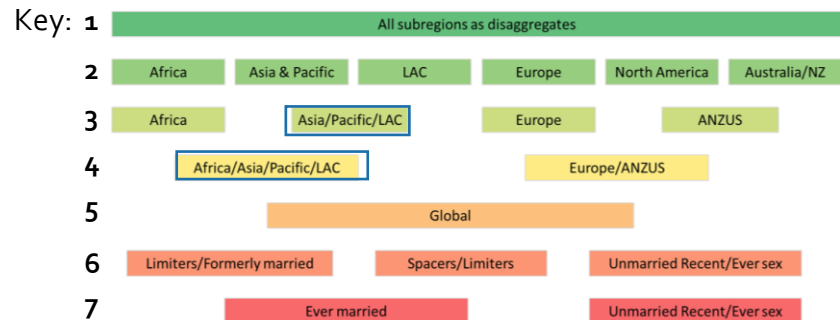 Key: 1 All subregions as disaggregates
2 Africa Asia & Pacific LAC Europe North America Australia/NZ
3 Africa Asia/Pacific/LAC Europe ANZUS
4 Africa/Asia/Pacific/LAC Europe/ANZUS
5 Global
6 Limiters/Formerly married Spacers/Limiters Unmarried Recent/Ever sex
7 Ever married Unmarried Recent/Ever sex